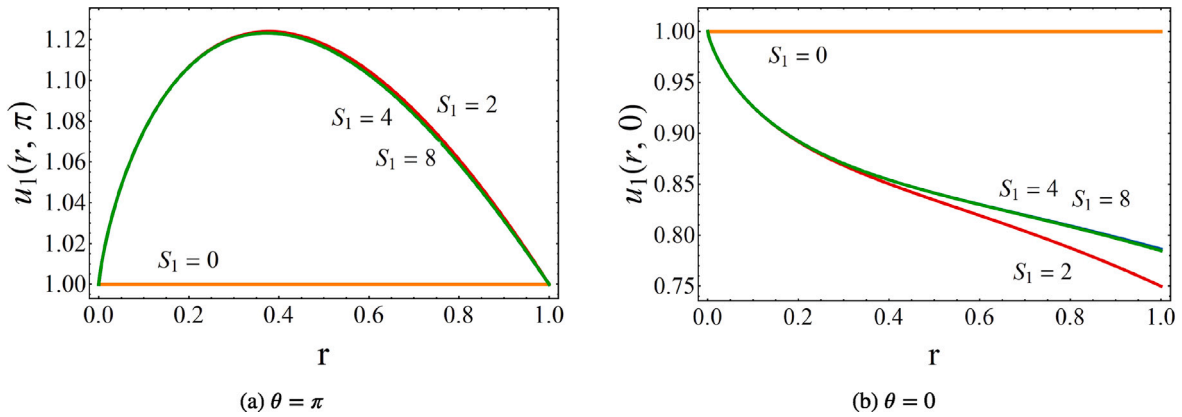 1.12
1.10
1.08
1.06
1.04
1.02
1.00
u₁(r, π)
S₁ = 2
S₁ = 4
S₁ = 8
S₁ = 0
0.0 0.2 0.4 0.6 0.8 1.0
r
(a) θ = π
1.00
0.95
0.90
0.85
0.80
0.75
u₁(r, 0)
S₁ = 0
S₁ = 4
S₁ = 8
S₁ = 2
0.0 0.2 0.4 0.6 0.8 1.0
r
(b) θ = 0